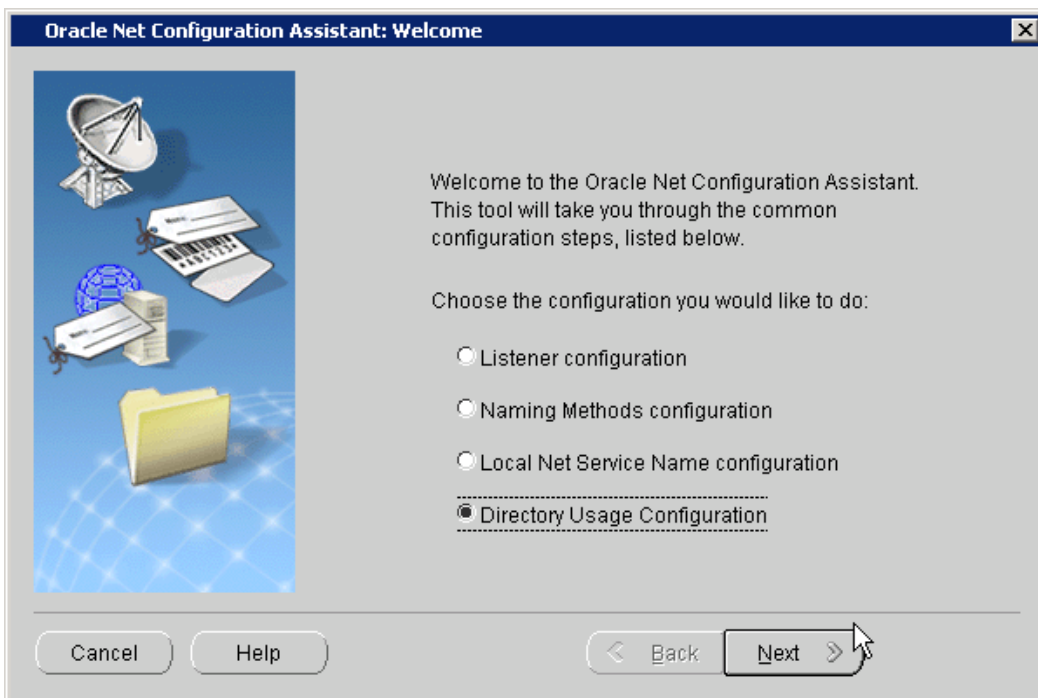 Oracle Net Configuration Assistant: Welcome
Welcome to the Oracle Net Configuration Assistant.
This tool will take you through the common
configuration steps, listed below.
Choose the configuration you would like to do:
Listener configuration
Naming Methods configuration
Local Net Service Name configuration
Directory Usage Configuration
Cancel
Help
Back
Next